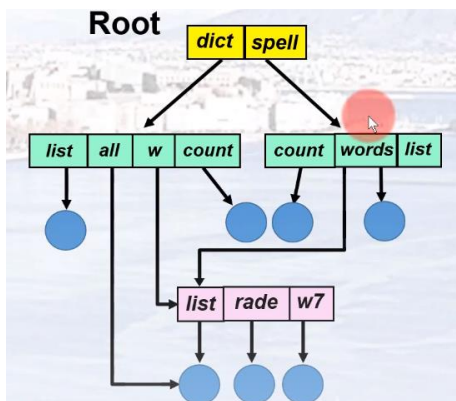 Root
dict spell
list all w count
count words list
list rade w7